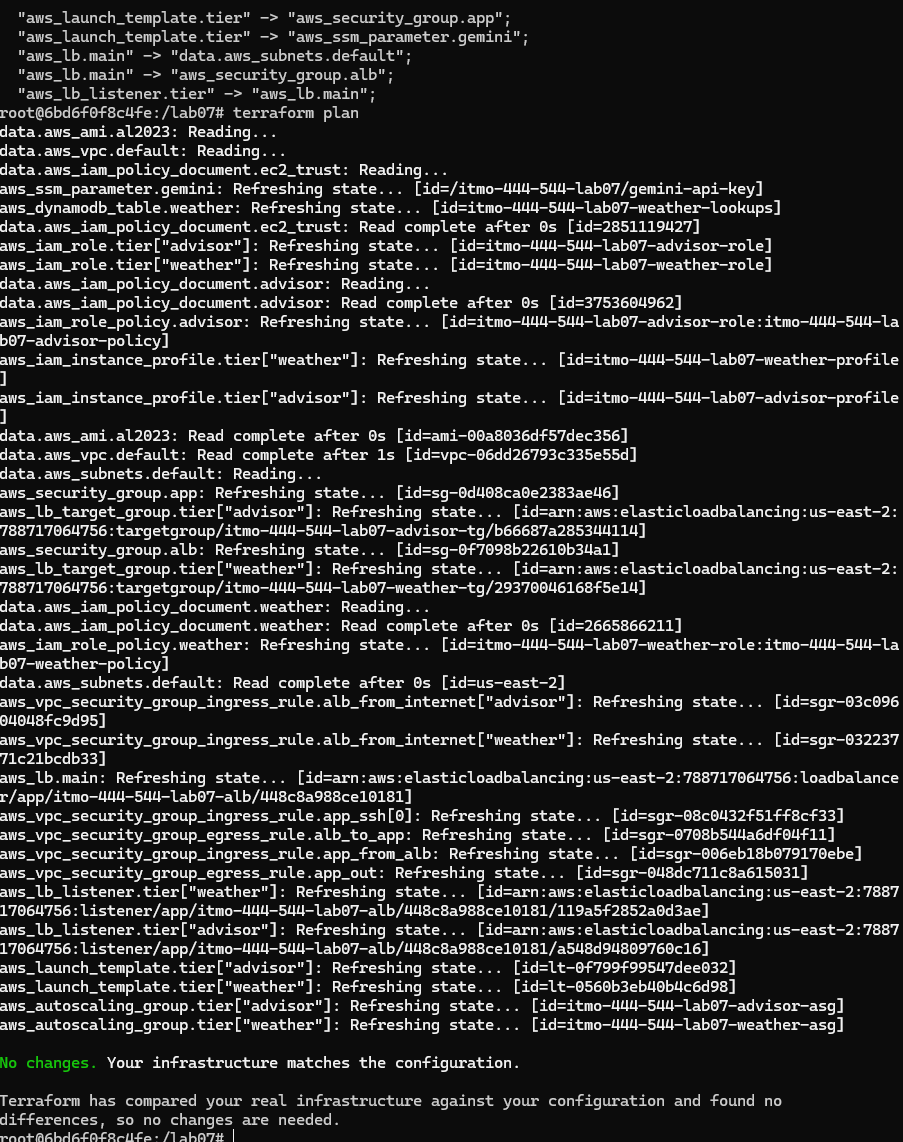 "aws_launch_template.tier" -> "aws_security_group.app";
  "aws_launch_template.tier" -> "aws_ssm_parameter.gemini";
  "aws_lb.main" -> "data.aws_subnets.default";
  "aws_lb.main" -> "aws_security_group.alb";
  "aws_lb_listener.tier" -> "aws_lb.main";
root@6bd6f0f8c4fe:/lab07# terraform plan
data.aws_ami.al2023: Reading...
data.aws_vpc.default: Reading...
data.aws_iam_policy_document.ec2_trust: Reading...
aws_ssm_parameter.gemini: Refreshing state... [id=/itmo-444-544-lab07/gemini-api-key]
aws_dynamodb_table.weather: Refreshing state... [id=itmo-444-544-lab07-weather-lookups]
data.aws_iam_policy_document.ec2_trust: Read complete after 0s [id=2851119427]
aws_iam_role.tier["advisor"]: Refreshing state... [id=itmo-444-544-lab07-advisor-role]
aws_iam_role.tier["weather"]: Refreshing state... [id=itmo-444-544-lab07-weather-role]
data.aws_iam_policy_document.advisor: Reading...
data.aws_iam_policy_document.advisor: Read complete after 0s [id=3753604962]
aws_iam_role_policy.advisor: Refreshing state... [id=itmo-444-544-lab07-advisor-role:itmo-444-544-la
b07-advisor-policy]
aws_iam_instance_profile.tier["weather"]: Refreshing state... [id=itmo-444-544-lab07-weather-profile
]
aws_iam_instance_profile.tier["advisor"]: Refreshing state... [id=itmo-444-544-lab07-advisor-profile
]
data.aws_ami.al2023: Read complete after 0s [id=ami-00a8036df57dec356]
data.aws_vpc.default: Read complete after 1s [id=vpc-06dd26793c335e55d]
data.aws_subnets.default: Reading...
aws_security_group.app: Refreshing state... [id=sg-0d408ca0e2383ae46]
aws_lb_target_group.tier["advisor"]: Refreshing state... [id=arn:aws:elasticloadbalancing:us-east-2:
788717064756:targetgroup/itmo-444-544-lab07-advisor-tg/b66687a285344114]
aws_security_group.alb: Refreshing state... [id=sg-0f7098b22610b34a1]
aws_lb_target_group.tier["weather"]: Refreshing state... [id=arn:aws:elasticloadbalancing:us-east-2:
788717064756:targetgroup/itmo-444-544-lab07-weather-tg/29370046168f5e14]
data.aws_iam_policy_document.weather: Reading...
data.aws_iam_policy_document.weather: Read complete after 0s [id=2665866211]
aws_iam_role_policy.weather: Refreshing state... [id=itmo-444-544-lab07-weather-role:itmo-444-544-la
b07-weather-policy]
data.aws_subnets.default: Read complete after 0s [id=us-east-2]
aws_vpc_security_group_ingress_rule.alb_from_internet["advisor"]: Refreshing state... [id=sgr-03c096
04048fc9d95]
aws_vpc_security_group_ingress_rule.alb_from_internet["weather"]: Refreshing state... [id=sgr-032237
71c21bcdb33]
aws_lb.main: Refreshing state... [id=arn:aws:elasticloadbalancing:us-east-2:788717064756:loadbalance
r/app/itmo-444-544-lab07-alb/448c8a988ce10181]
aws_vpc_security_group_ingress_rule.app_ssh[0]: Refreshing state... [id=sgr-08c0432f51ff8cf33]
aws_vpc_security_group_egress_rule.alb_to_app: Refreshing state... [id=sgr-0708b544a6df04f11]
aws_vpc_security_group_ingress_rule.app_from_alb: Refreshing state... [id=sgr-006eb18b079170ebe]
aws_vpc_security_group_egress_rule.app_out: Refreshing state... [id=sgr-048dc711c8a615031]
aws_lb_listener.tier["weather"]: Refreshing state... [id=arn:aws:elasticloadbalancing:us-east-2:7887
17064756:listener/app/itmo-444-544-lab07-alb/448c8a988ce10181/119a5f2852a0d3ae]
aws_lb_listener.tier["advisor"]: Refreshing state... [id=arn:aws:elasticloadbalancing:us-east-2:7887
17064756:listener/app/itmo-444-544-lab07-alb/448c8a988ce10181/a548d94809760c16]
aws_launch_template.tier["advisor"]: Refreshing state... [id=lt-0f799f99547dee032]
aws_launch_template.tier["weather"]: Refreshing state... [id=lt-0560b3eb40b4c6d98]
aws_autoscaling_group.tier["advisor"]: Refreshing state... [id=itmo-444-544-lab07-advisor-asg]
aws_autoscaling_group.tier["weather"]: Refreshing state... [id=itmo-444-544-lab07-weather-asg]

No changes. Your infrastructure matches the configuration.

Terraform has compared your real infrastructure against your configuration and found no
differences, so no changes are needed.
root@6bd6f0f8c4fe:/lab07#